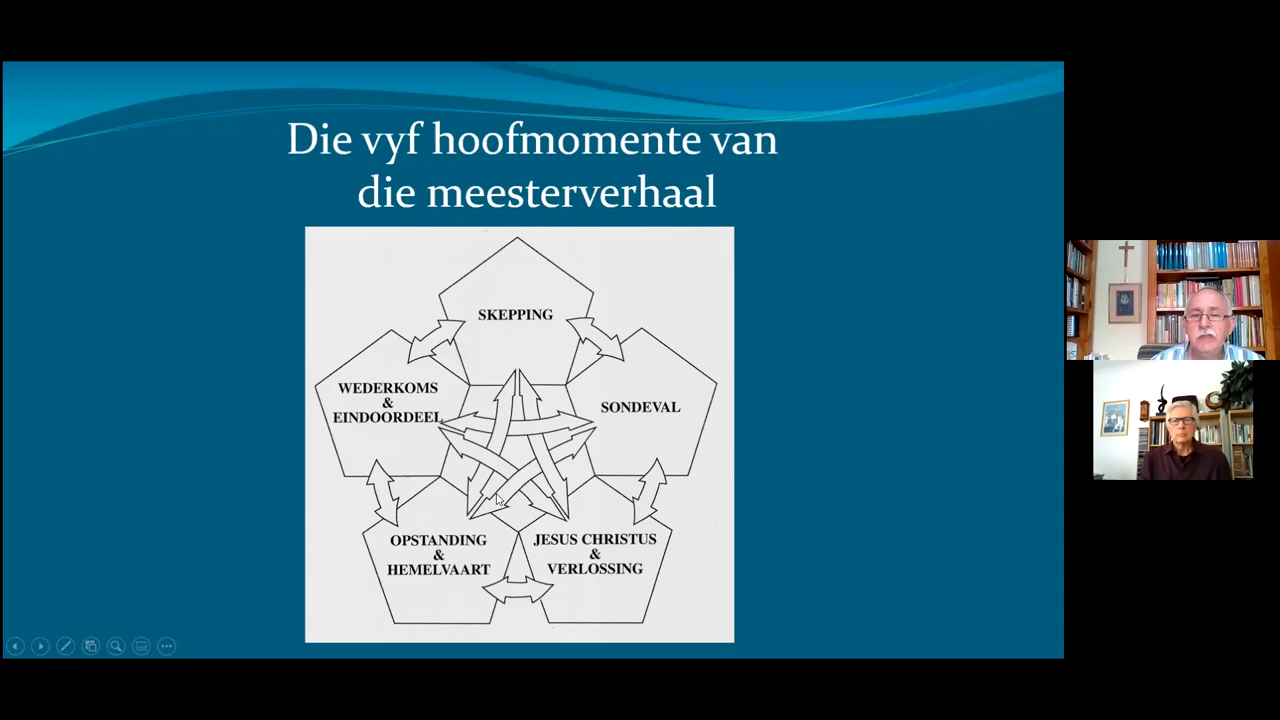 Die vyf hoofmomente van
die meesterverhaal
SKEPPING
WEDERKOMS
&
EINDOORDEEL
SONDEVAL
OPSTANDING
&
HEMELVAART
JESUS CHRISTUS
&
VERLOSSING